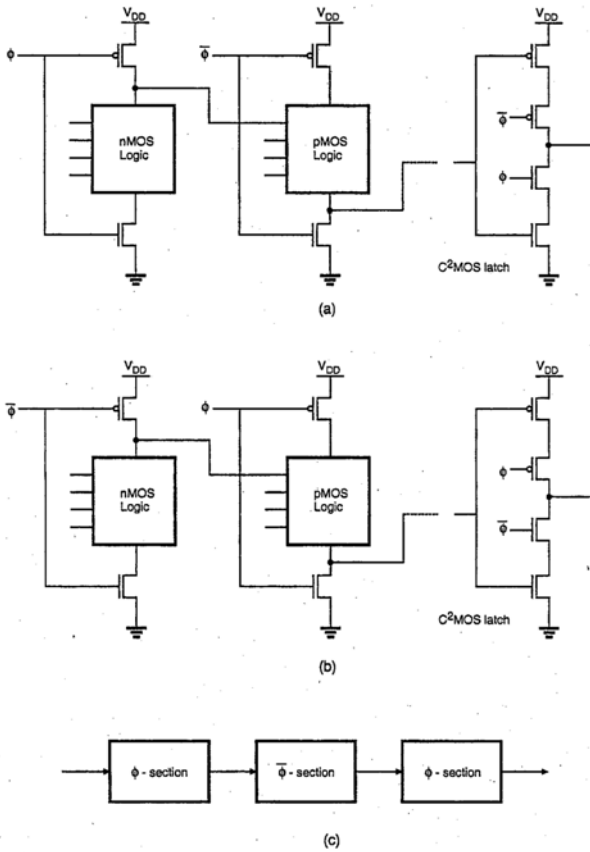 V_DD V_DD V_DD
ϕ ϕ̅
ϕ̅
nMOS Logic
pMOS Logic
ϕ
C²MOS latch
(a)
V_DD V_DD V_DD
ϕ̅ ϕ
ϕ
nMOS Logic
pMOS Logic
ϕ̅
C²MOS latch
(b)
ϕ - section ϕ̅ - section ϕ - section
(c)